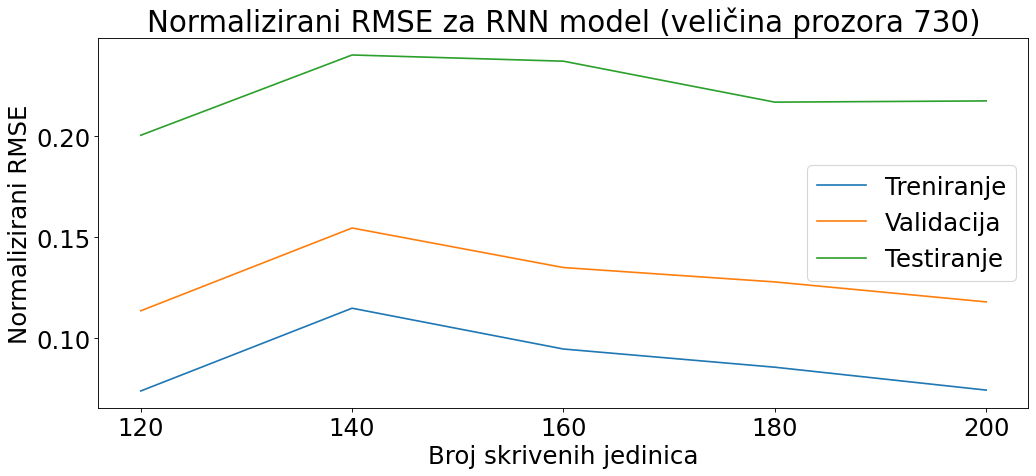 Normalizirani RMSE za RNN model (veličina prozora 730)
Normalizirani RMSE
0.20
0.15
0.10
Treniranje
Validacija
Testiranje
120 140 160 180 200
Broj skrivenih jedinica